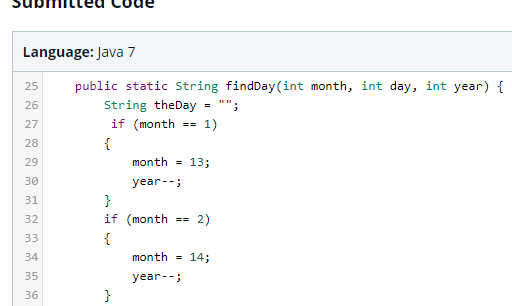 Submitted Code
Language: Java 7
25 public static String findDay(int month, int day, int year) {
26 String theDay = "";
27 if (month == 1)
28 {
29 month = 13;
30 year--;
31 }
32 if (month == 2)
33 {
34 month = 14;
35 year--;
36 }